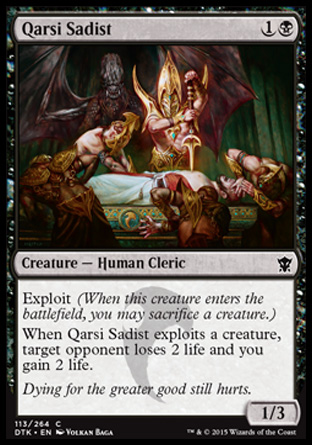 Qarsi Sadist 1
Creature — Human Cleric
Exploit (When this creature enters the
battlefield, you may sacrifice a creature.)
When Qarsi Sadist exploits a creature,
target opponent loses 2 life and you
gain 2 life.
Dying for the greater good still hurts.
1/3
113/264 C
DTK • EN Volkan Baga
™ & © 2015 Wizards of the Coast